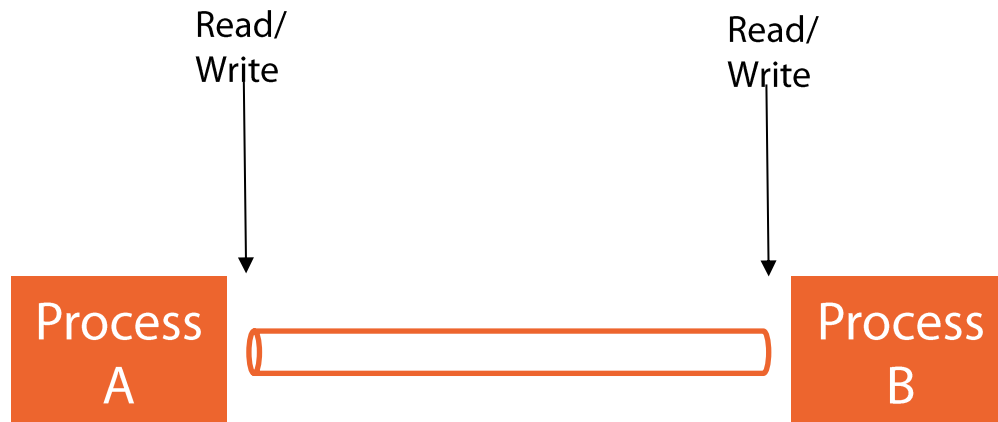 Read/
Write
Read/
Write
Process
A
Process
B